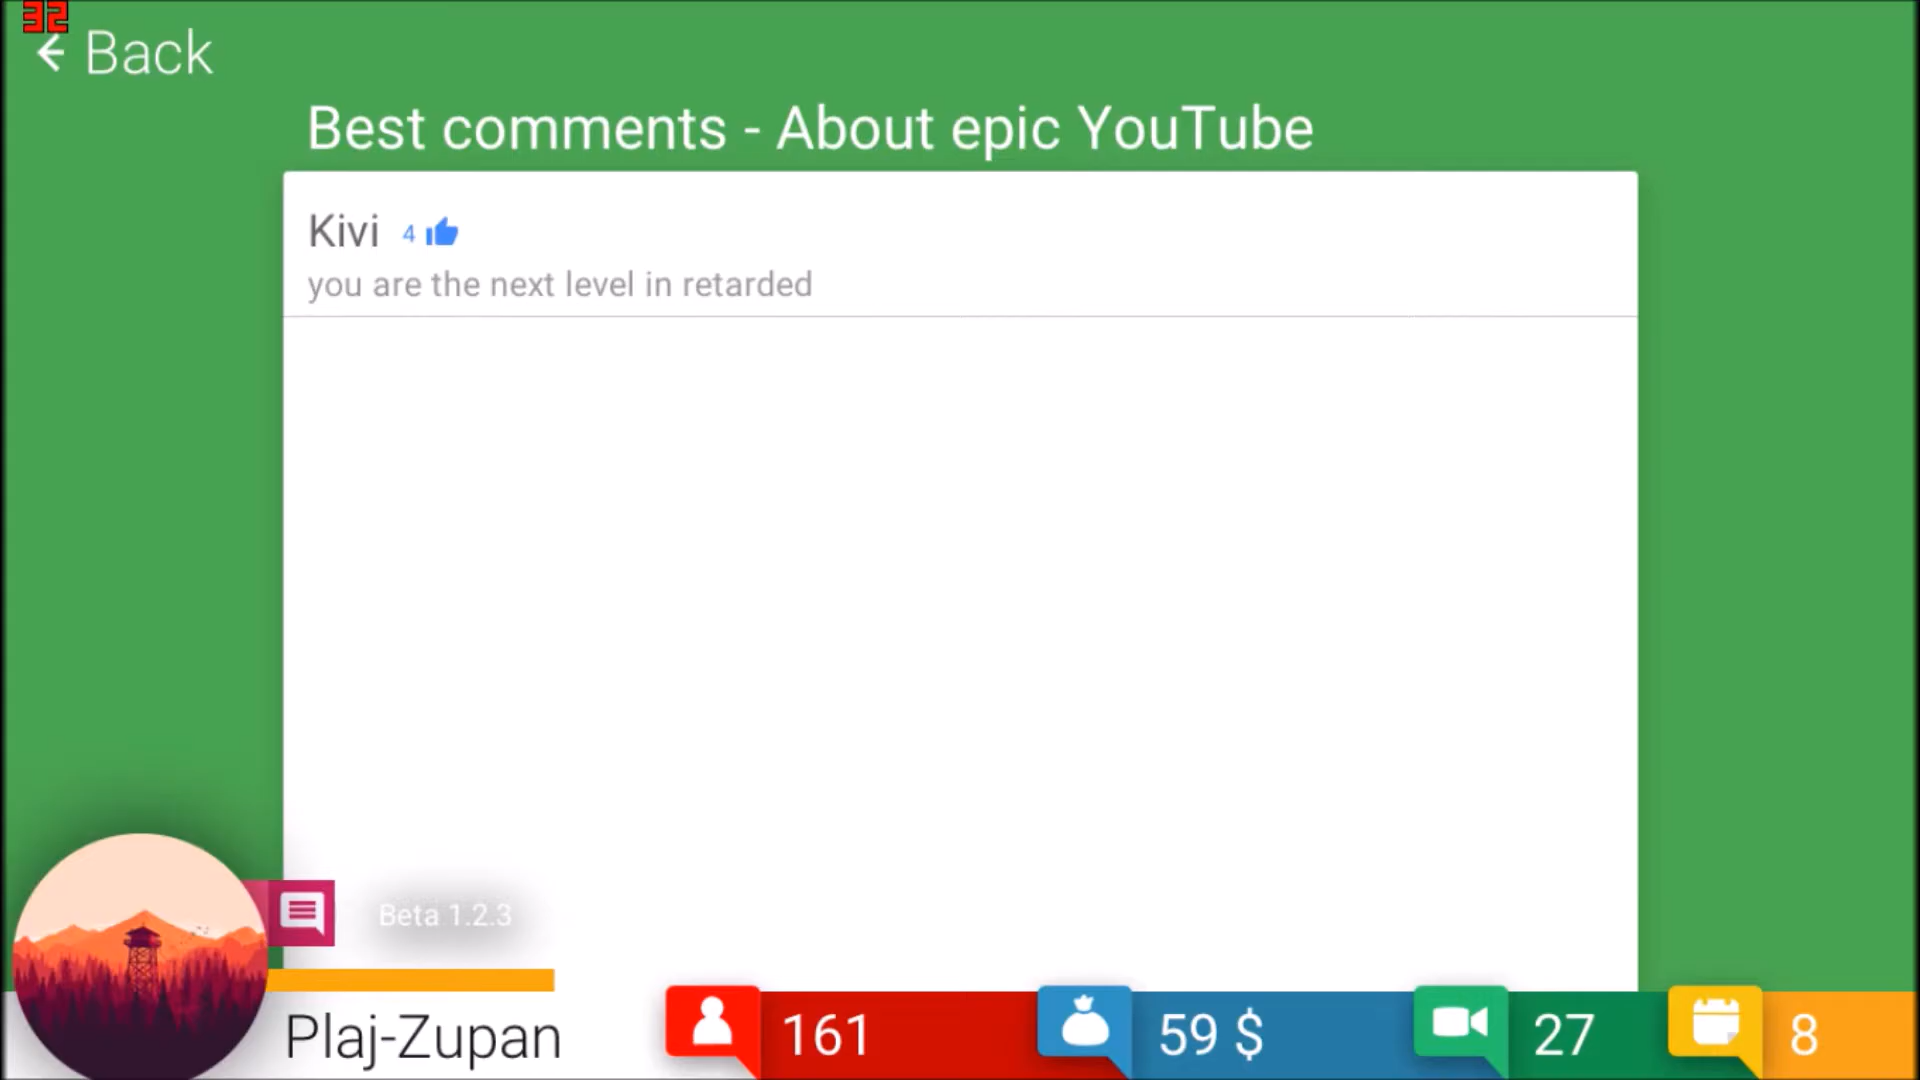 32
Back
Best comments - About epic YouTube
Kivi 4
you are the next level in retarded
Beta 1.2.3
Plaj-Zupan
161
59 $
27
8